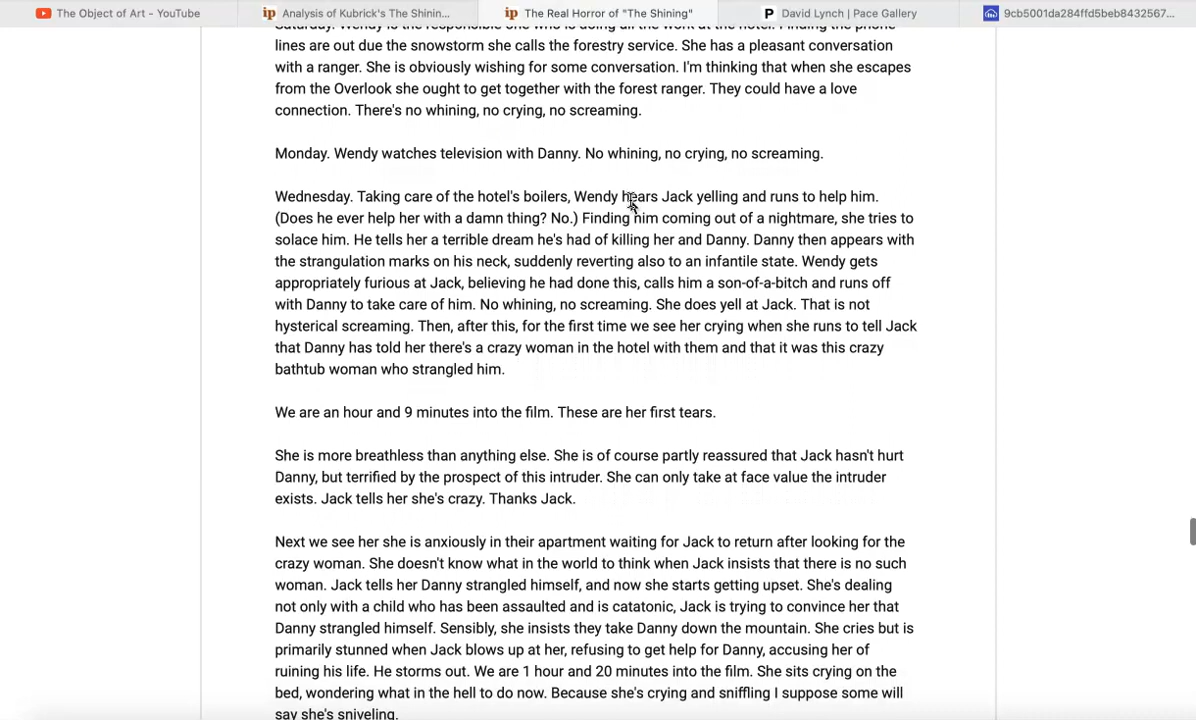 The Object of Art - YouTube
ip Analysis of Kubrick's The Shinin...
ip The Real Horror of "The Shining"
P David Lynch | Pace Gallery
9cb5001da284ffd5beb8432567...
Saturday. Wendy is the responsible one who is doing all the work at the hotel. Finding the phone
lines are out due the snowstorm she calls the forestry service. She has a pleasant conversation
with a ranger. She is obviously wishing for some conversation. I'm thinking that when she escapes
from the Overlook she ought to get together with the forest ranger. They could have a love
connection. There's no whining, no crying, no screaming.
Monday. Wendy watches television with Danny. No whining, no crying, no screaming.
Wednesday. Taking care of the hotel's boilers, Wendy hears Jack yelling and runs to help him.
(Does he ever help her with a damn thing? No.) Finding him coming out of a nightmare, she tries to
solace him. He tells her a terrible dream he's had of killing her and Danny. Danny then appears with
the strangulation marks on his neck, suddenly reverting also to an infantile state. Wendy gets
appropriately furious at Jack, believing he had done this, calls him a son-of-a-bitch and runs off
with Danny to take care of him. No whining, no screaming. She does yell at Jack. That is not
hysterical screaming. Then, after this, for the first time we see her crying when she runs to tell Jack
that Danny has told her there's a crazy woman in the hotel with them and that it was this crazy
bathtub woman who strangled him.
We are an hour and 9 minutes into the film. These are her first tears.
She is more breathless than anything else. She is of course partly reassured that Jack hasn't hurt
Danny, but terrified by the prospect of this intruder. She can only take at face value the intruder
exists. Jack tells her she's crazy. Thanks Jack.
Next we see her she is anxiously in their apartment waiting for Jack to return after looking for the
crazy woman. She doesn't know what in the world to think when Jack insists that there is no such
woman. Jack tells her Danny strangled himself, and now she starts getting upset. She's dealing
not only with a child who has been assaulted and is catatonic, Jack is trying to convince her that
Danny strangled himself. Sensibly, she insists they take Danny down the mountain. She cries but is
primarily stunned when Jack blows up at her, refusing to get help for Danny, accusing her of
ruining his life. He storms out. We are 1 hour and 20 minutes into the film. She sits crying on the
bed, wondering what in the hell to do now. Because she's crying and sniffling I suppose some will
say she's sniveling.